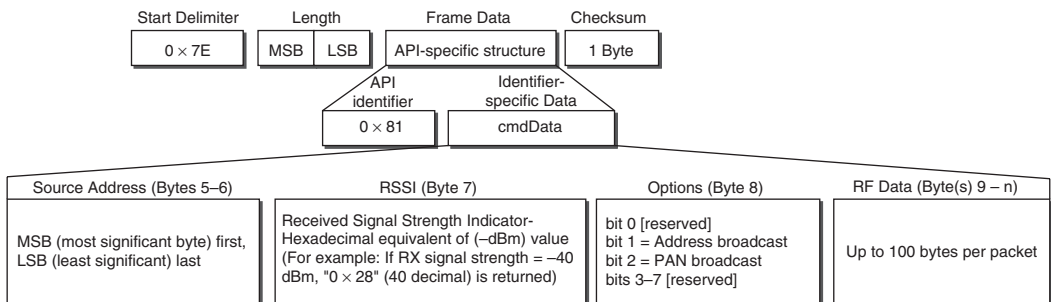 Start Delimiter
Length
Frame Data
Checksum
0 × 7E
MSB
LSB
API-specific structure
1 Byte
API
identifier
Identifier-
specific Data
0 × 81
cmdData
Source Address (Bytes 5–6)
MSB (most significant byte) first,
LSB (least significant) last
RSSI (Byte 7)
Received Signal Strength Indicator-
Hexadecimal equivalent of (–dBm) value
(For example: If RX signal strength = –40
dBm, "0 × 28" (40 decimal) is returned)
Options (Byte 8)
bit 0 [reserved]
bit 1 = Address broadcast
bit 2 = PAN broadcast
bits 3–7 [reserved]
RF Data (Byte(s) 9 – n)
Up to 100 bytes per packet